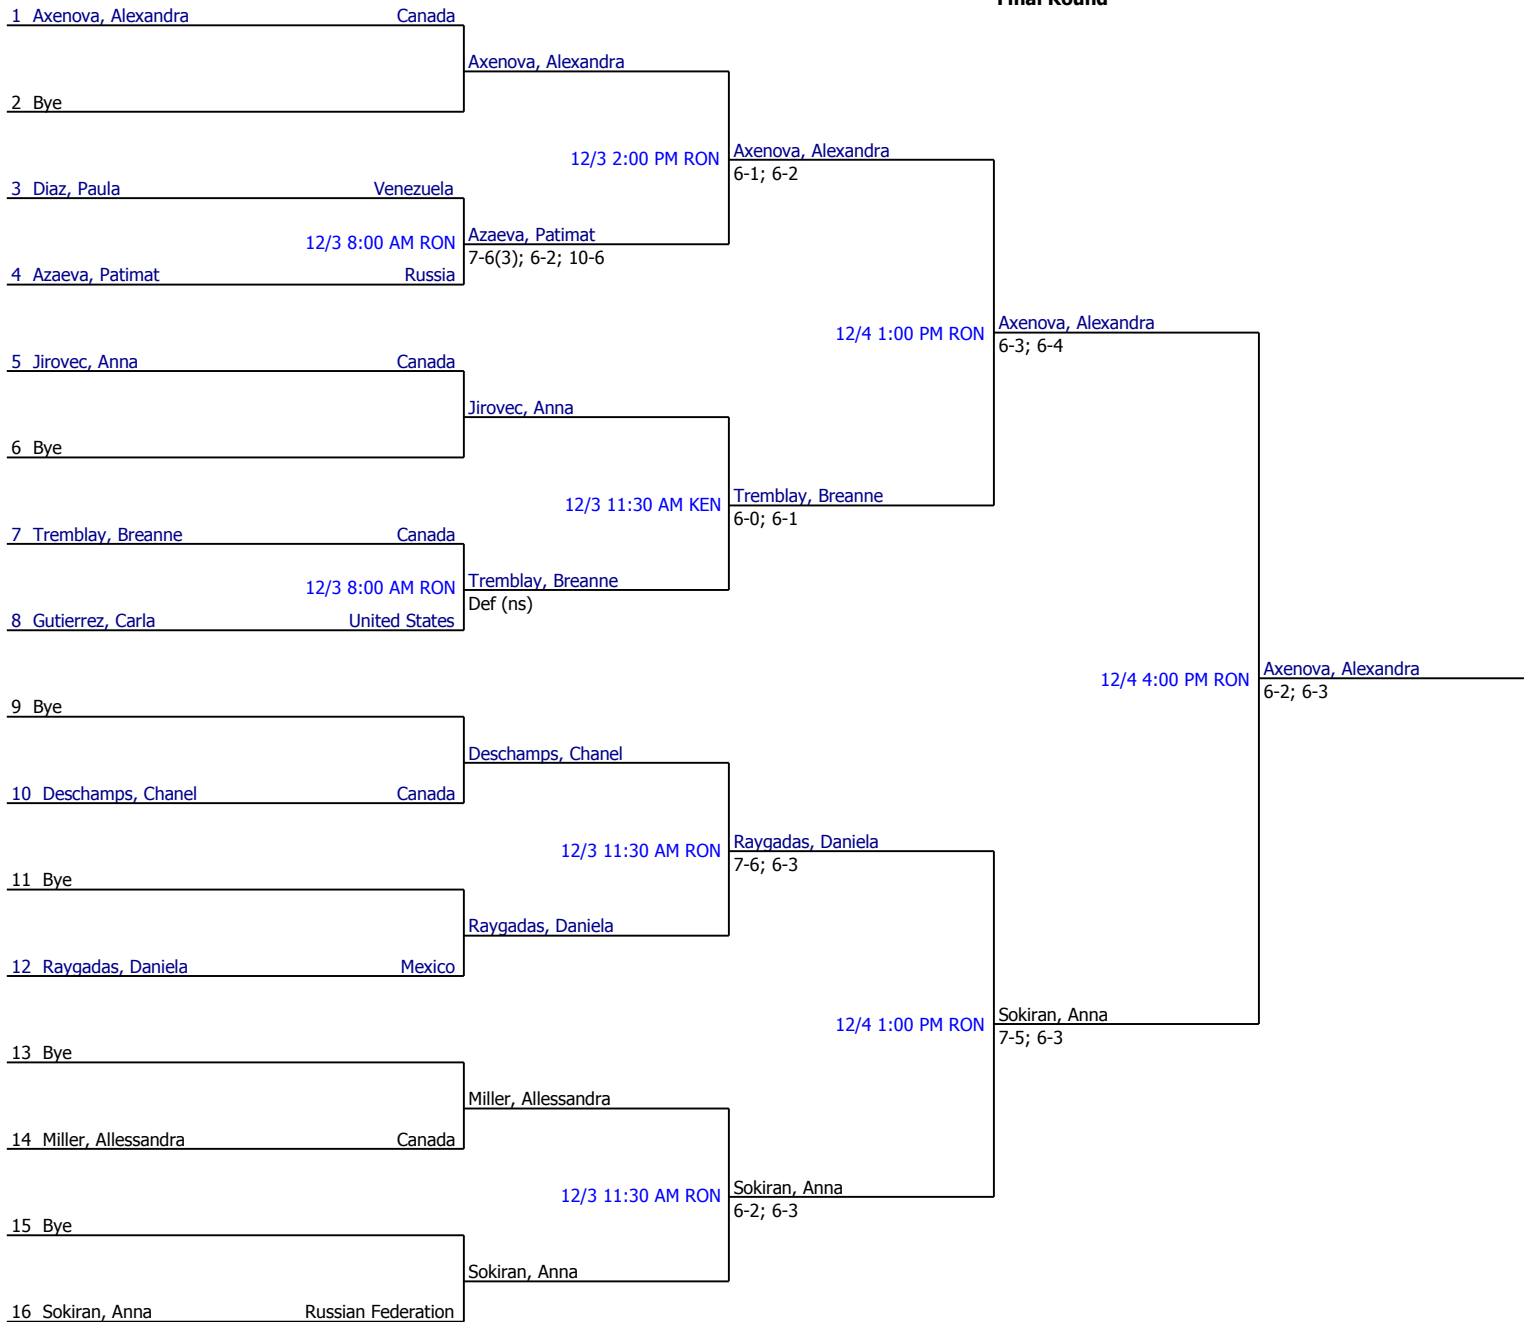 Final Round
1 Axenova, Alexandra Canada
Axenova, Alexandra
2 Bye
12/3 2:00 PM RON Axenova, Alexandra
6-1; 6-2
3 Diaz, Paula Venezuela
12/3 8:00 AM RON Azaeva, Patimat
7-6(3); 6-2; 10-6
4 Azaeva, Patimat Russia
12/4 1:00 PM RON Axenova, Alexandra
6-3; 6-4
5 Jirovec, Anna Canada
Jirovec, Anna
6 Bye
12/3 11:30 AM KEN Tremblay, Breanne
6-0; 6-1
7 Tremblay, Breanne Canada
12/3 8:00 AM RON Tremblay, Breanne
Def (ns)
8 Gutierrez, Carla United States
12/4 4:00 PM RON Axenova, Alexandra
6-2; 6-3
9 Bye
Deschamps, Chanel
10 Deschamps, Chanel Canada
12/3 11:30 AM RON Raygadas, Daniela
7-6; 6-3
11 Bye
Raygadas, Daniela
12 Raygadas, Daniela Mexico
12/4 1:00 PM RON Sokiran, Anna
7-5; 6-3
13 Bye
Miller, Allessandra
14 Miller, Allessandra Canada
12/3 11:30 AM RON Sokiran, Anna
6-2; 6-3
15 Bye
Sokiran, Anna
16 Sokiran, Anna Russian Federation